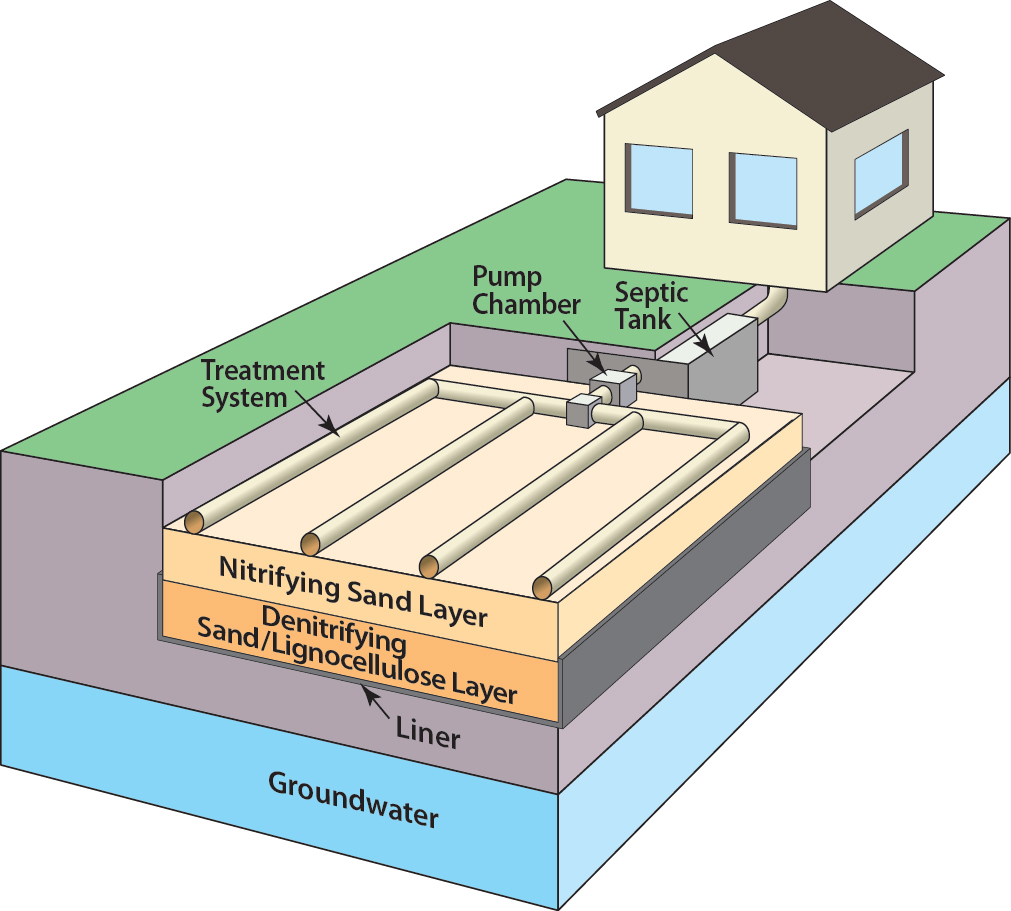 Pump
Chamber
Septic
Tank
Treatment
System
Nitrifying Sand Layer
Denitrifying
Sand/Lignocellulose Layer
Liner
Groundwater